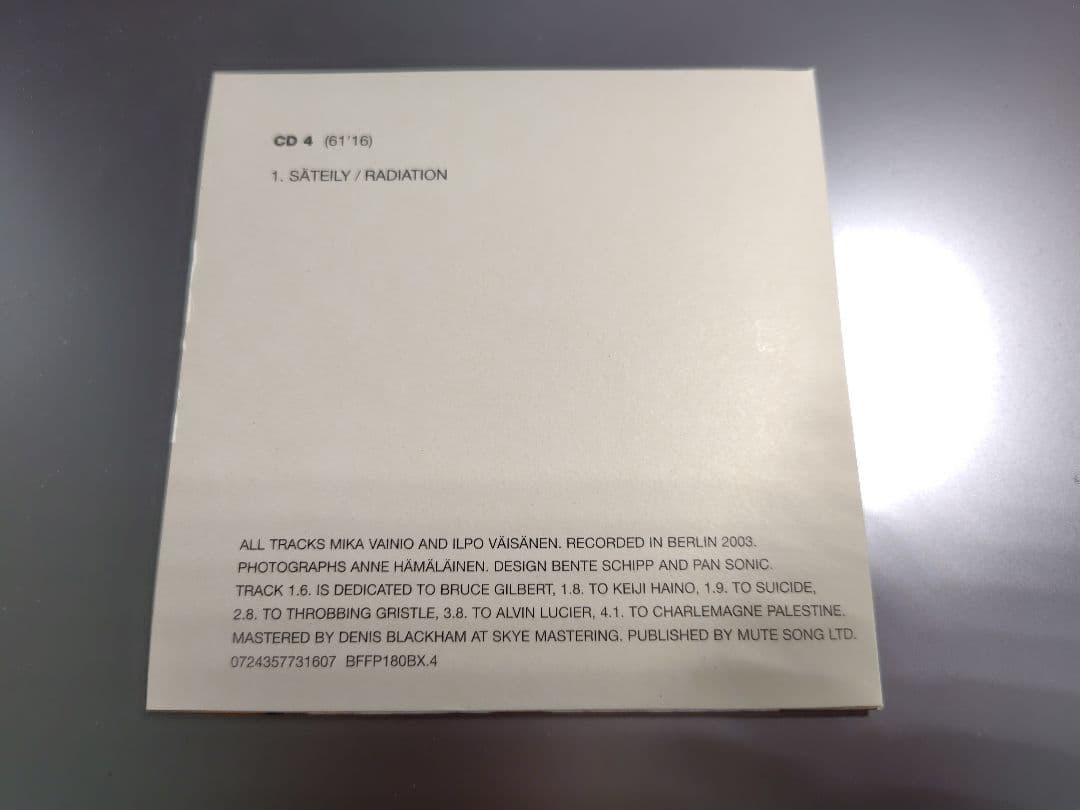 CD 4 (61'16)
1. SÄTEILY / RADIATION
ALL TRACKS MIKA VAINIO AND ILPO VÄISÄNEN. RECORDED IN BERLIN 2003.
PHOTOGRAPHS ANNE HÄMÄLÄINEN. DESIGN BENTE SCHIPP AND PAN SONIC.
TRACK 1.6. IS DEDICATED TO BRUCE GILBERT, 1.8. TO KEIJI HAINO, 1.9. TO SUICIDE,
2.8. TO THROBBING GRISTLE, 3.8. TO ALVIN LUCIER, 4.1. TO CHARLEMAGNE PALESTINE.
MASTERED BY DENIS BLACKHAM AT SKYE MASTERING. PUBLISHED BY MUTE SONG LTD.
0724357731607 BFFP180BX.4